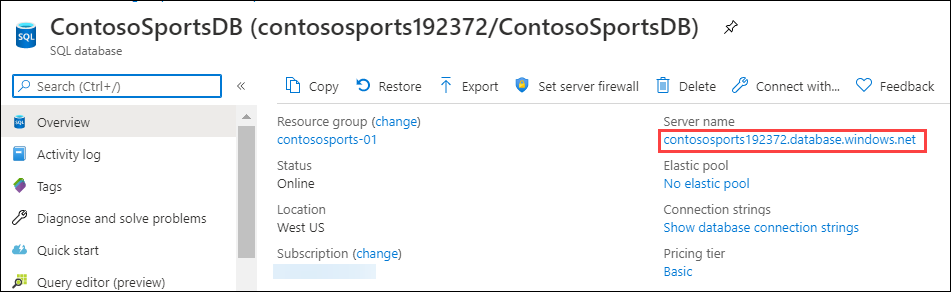 ContosoSportsDB (contososports192372/ContosoSportsDB)
SQL
SQL database
Search (Ctrl+/)
«
Copy Restore Export Set server firewall Delete Connect with... Feedback
Overview
Activity log
Tags
Diagnose and solve problems
Quick start
Query editor (preview)
Resource group (change)
contososports-01
Status
Online
Location
West US
Subscription (change)
Server name
contososports192372.database.windows.net
Elastic pool
No elastic pool
Connection strings
Show database connection strings
Pricing tier
Basic